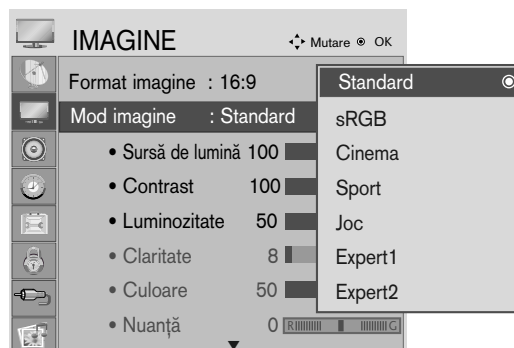 IMAGINE
Mutare OK
Format imagine : 16:9
Mod imagine : Standard
• Sursă de lumină 100
• Contrast 100
• Luminozitate 50
• Claritate 8
• Culoare 50
• Nuanță 0 R G
Standard
sRGB
Cinema
Sport
Joc
Expert1
Expert2